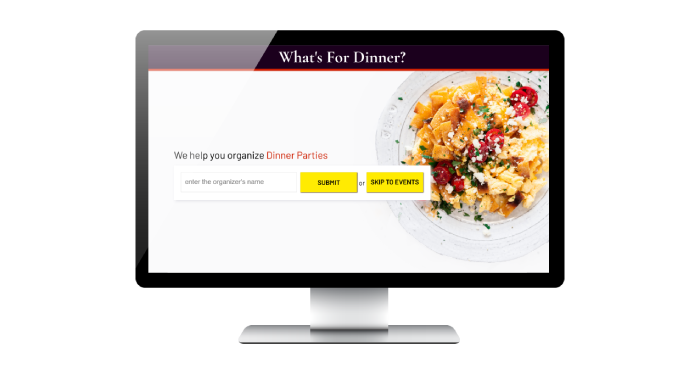 What's For Dinner?
We help you organize Dinner Parties
enter the organizer's name
SUBMIT
or
SKIP TO EVENTS